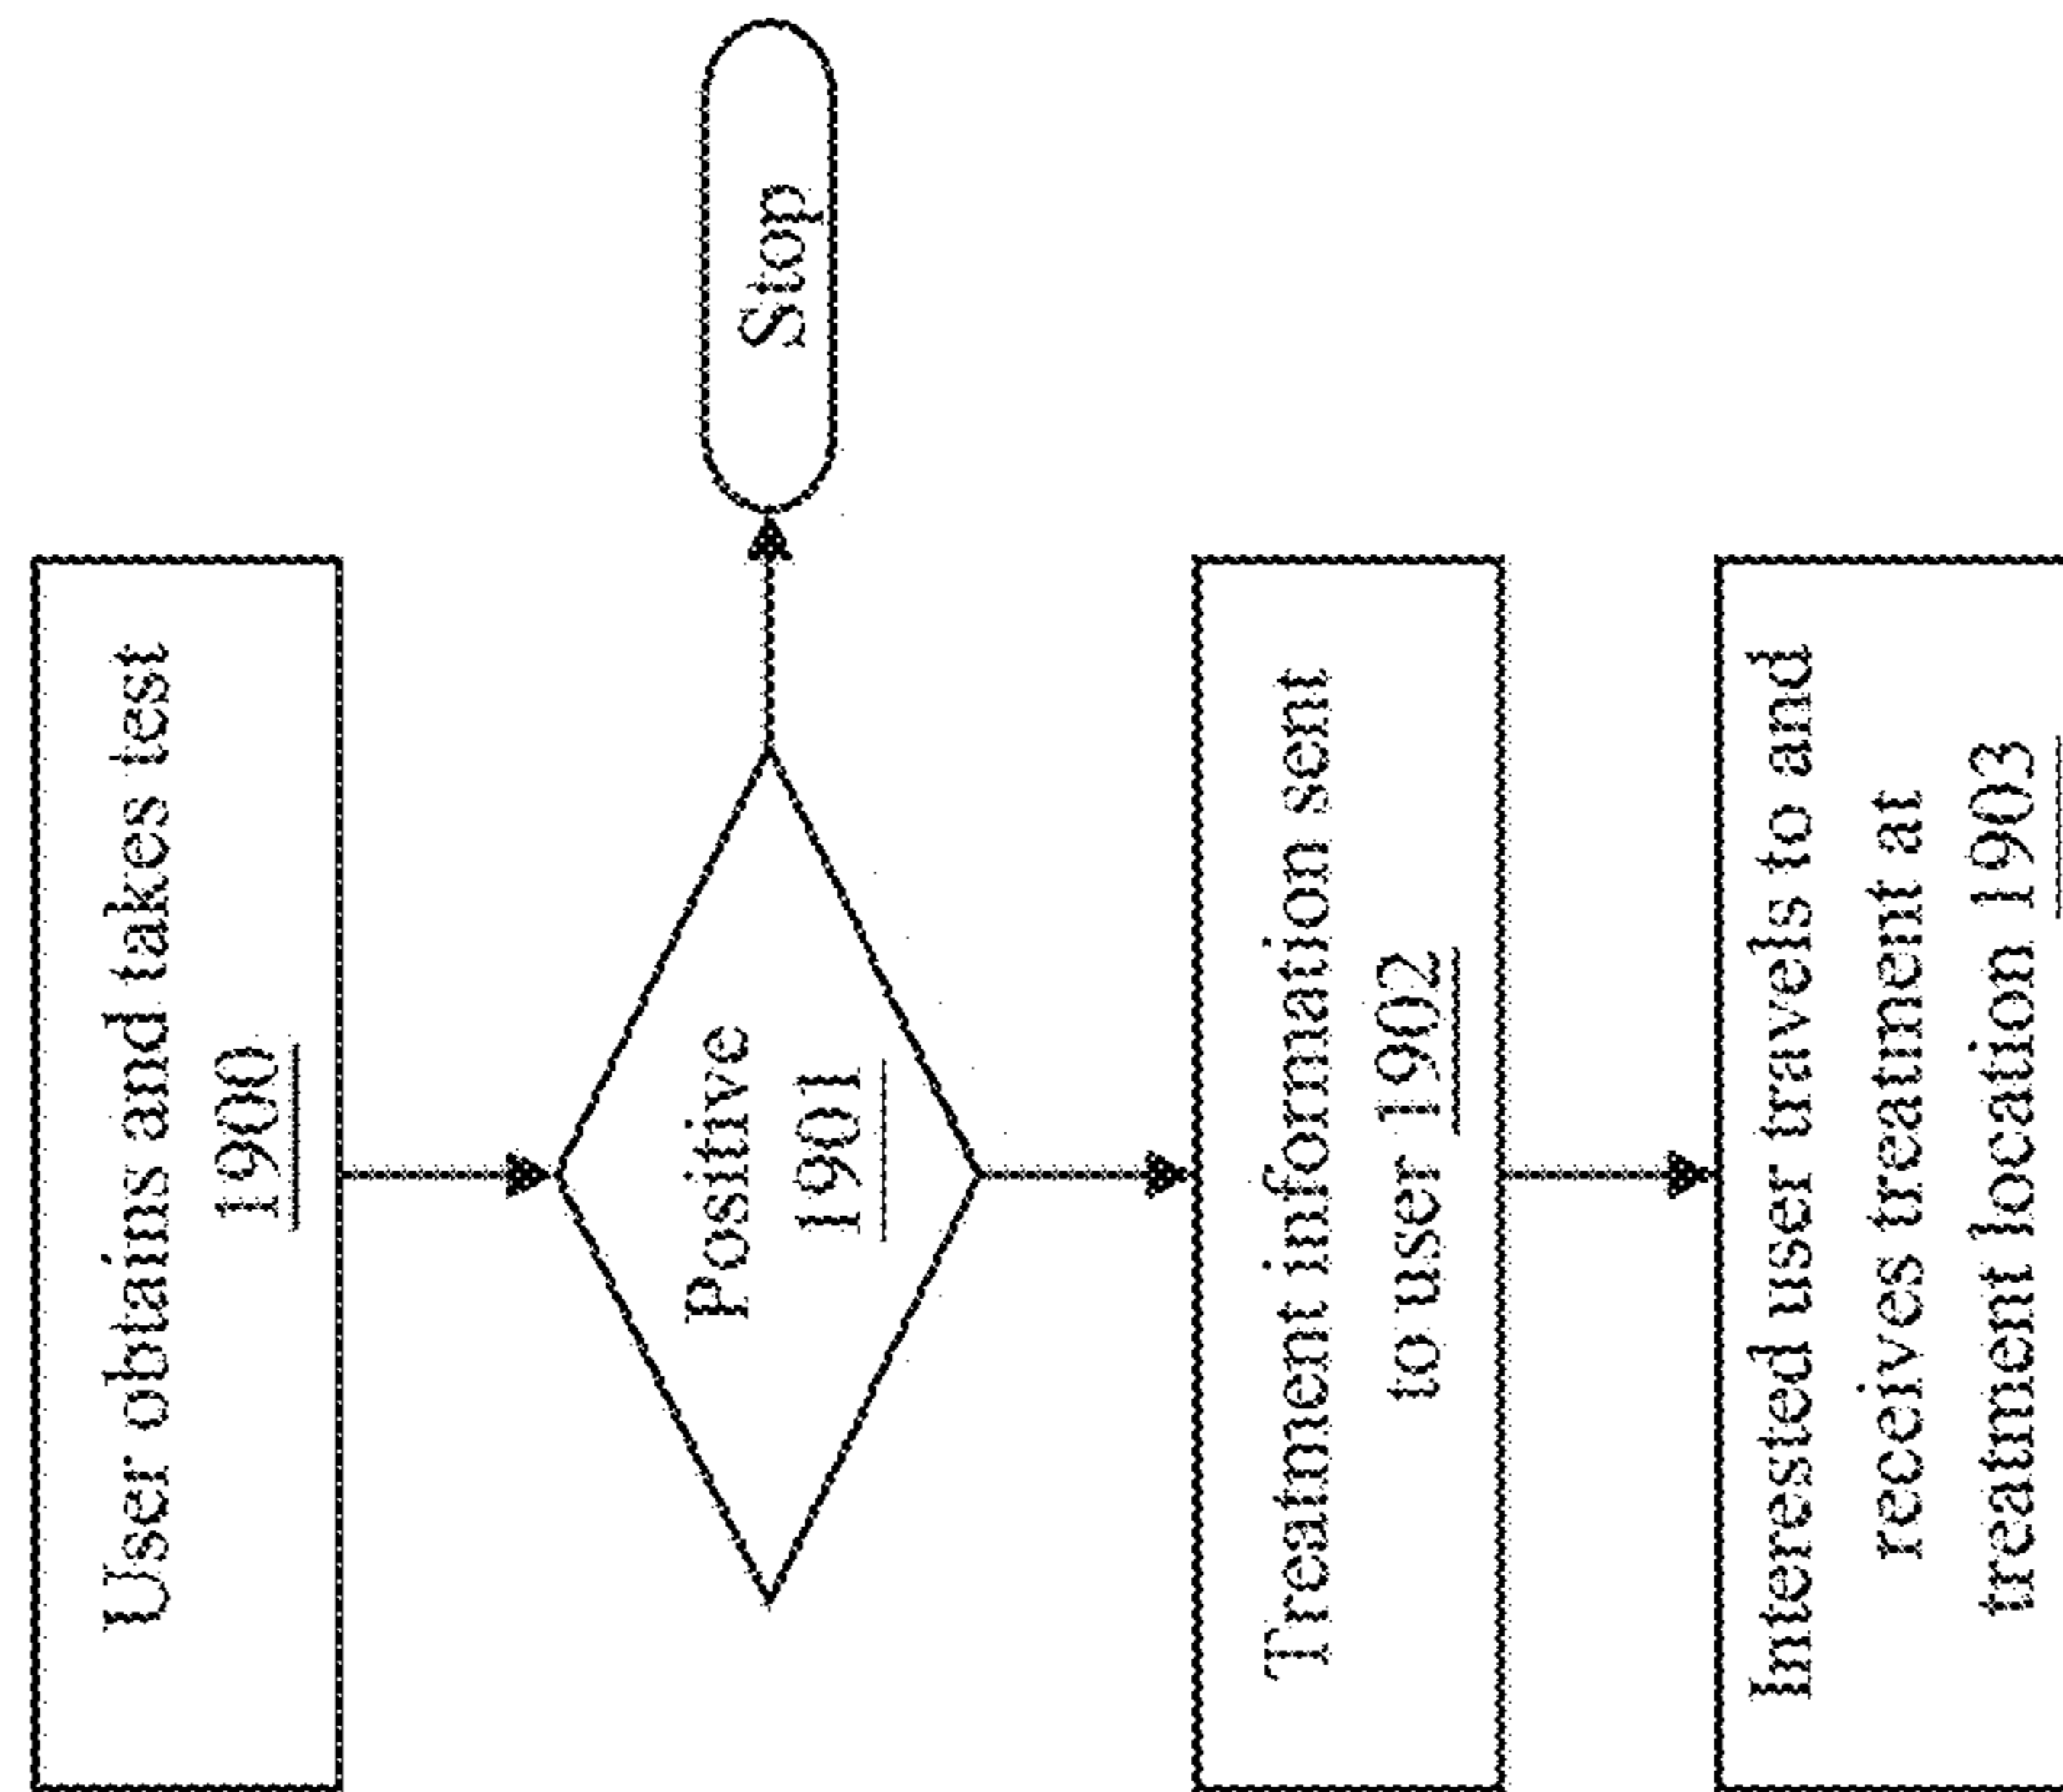 User obtains and takes test
1900
Positive
1901
Stop
Treatment information sent
to user 1902
Interested user travels to and
receives treatment at
treatment location 1903